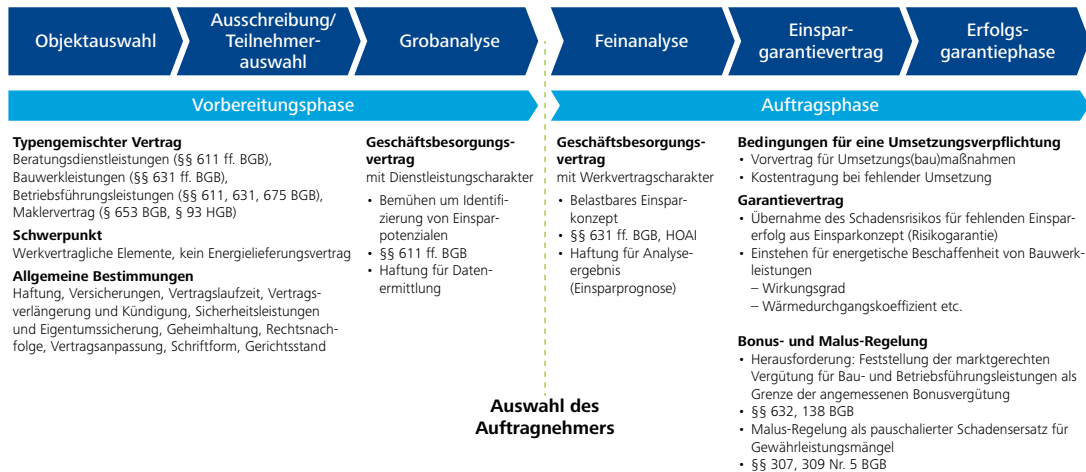 Objektauswahl
Ausschreibung/
Teilnehmer-
auswahl
Grobanalyse
Feinanalyse
Einspar-
garantievertrag
Erfolgs-
garantiephase
Vorbereitungsphase
Auftragsphase
Typengemischter Vertrag
Beratungsdienstleistungen (§§ 611 ff. BGB),
Bauwerkleistungen (§§ 631 ff. BGB),
Betriebsführungsleistungen (§§ 611, 631, 675 BGB),
Maklervertrag (§ 653 BGB, § 93 HGB)
Schwerpunkt
Werkvertragliche Elemente, kein Energielieferungsvertrag
Allgemeine Bestimmungen
Haftung, Versicherungen, Vertragslaufzeit, Vertrags-
verlängerung und Kündigung, Sicherheitsleistungen
und Eigentumssicherung, Geheimhaltung, Rechtsnach-
folge, Vertragsanpassung, Schriftform, Gerichtsstand
Geschäftsbesorgungs-
vertrag
mit Dienstleistungscharakter
• Bemühen um Identifi-
zierung von Einspar-
potenzialen
• §§ 611 ff. BGB
• Haftung für Daten-
ermittlung
Geschäftsbesorgungs-
vertrag
mit Werkvertragscharakter
• Belastbares Einspar-
konzept
• §§ 631 ff. BGB, HOAI
• Haftung für Analyse-
ergebnis
(Einsparprognose)
Bedingungen für eine Umsetzungsverpflichtung
• Vorvertrag für Umsetzungs(bau)maßnahmen
• Kostentragung bei fehlender Umsetzung
Garantievertrag
• Übernahme des Schadensrisikos für fehlenden Einspar-
erfolg aus Einsparkonzept (Risikogarantie)
• Einstehen für energetische Beschaffenheit von Bauwerk-
leistungen
– Wirkungsgrad
– Wärmedurchgangskoeffizient etc.
Bonus- und Malus-Regelung
• Herausforderung: Feststellung der marktgerechten
Vergütung für Bau- und Betriebsführungsleistungen als
Grenze der angemessenen Bonusvergütung
• §§ 632, 138 BGB
• Malus-Regelung als pauschalierter Schadensersatz für
Gewährleistungsmängel
• §§ 307, 309 Nr. 5 BGB
Auswahl des
Auftragnehmers